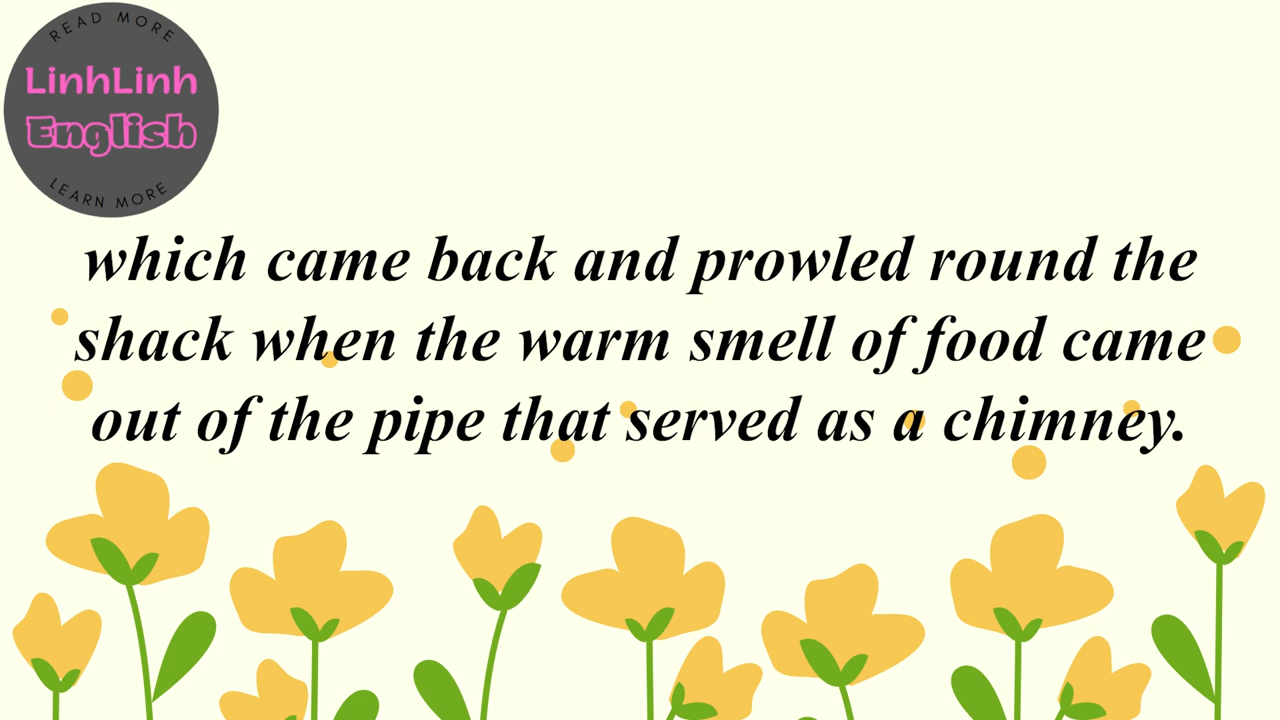 READ MORE
LinhLinh
English
LEARN MORE
which came back and prowled round the
shack when the warm smell of food came
out of the pipe that served as a chimney.